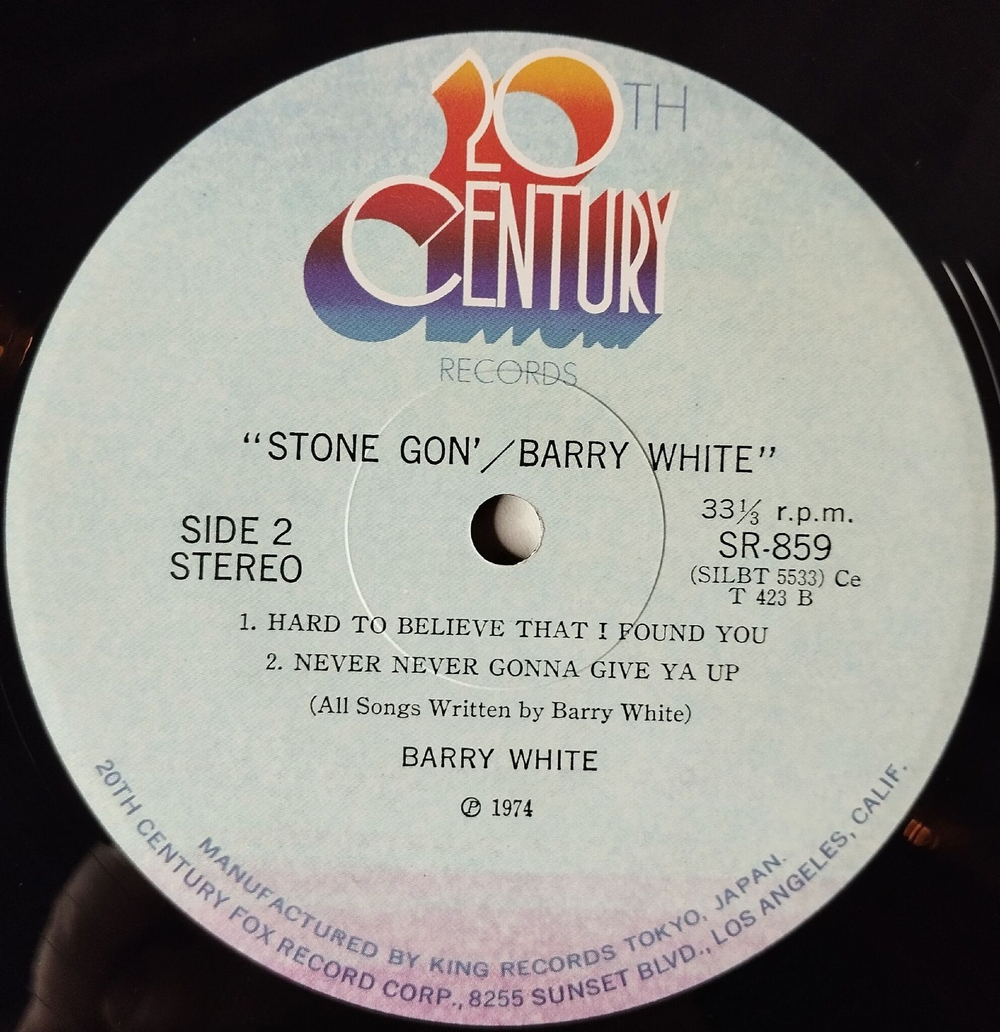 20TH
CENTURY
RECORDS
“STONE GON’/BARRY WHITE”
SIDE 2
STEREO
33⅓ r.p.m.
SR-859
(SILBT 5533) Ce
T 423 B
1. HARD TO BELIEVE THAT I FOUND YOU
2. NEVER NEVER GONNA GIVE YA UP
(All Songs Written by Barry White)
BARRY WHITE
℗ 1974
MANUFACTURED BY KING RECORDS TOKYO, JAPAN.
20TH CENTURY FOX RECORD CORP., 8255 SUNSET BLVD., LOS ANGELES, CALIF.